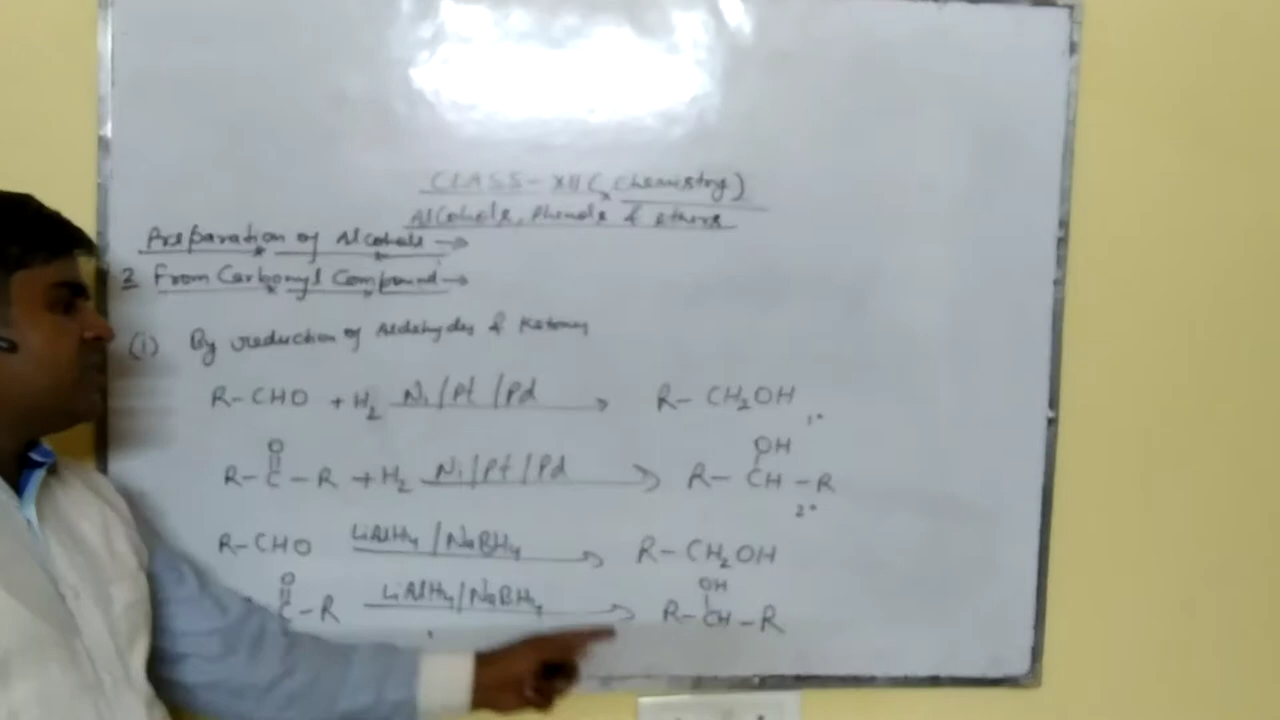 CLASS-XII (Chemistry)
Alcohols, Phenols & ethers
Preparation of Alcohols →
2 From Carbonyl Compound →
(1) By reduction of Aldehydes & Ketones
R-CHO + H2 Ni/Pt/Pd → R-CH2OH 1°
O OH
R-C-R + H2 Ni/Pt/Pd → R-CH-R 2°
R-CHO LiAlH4/NaBH4 → R-CH2OH
O OH
C-R LiAlH4/NaBH4 → R-CH-R